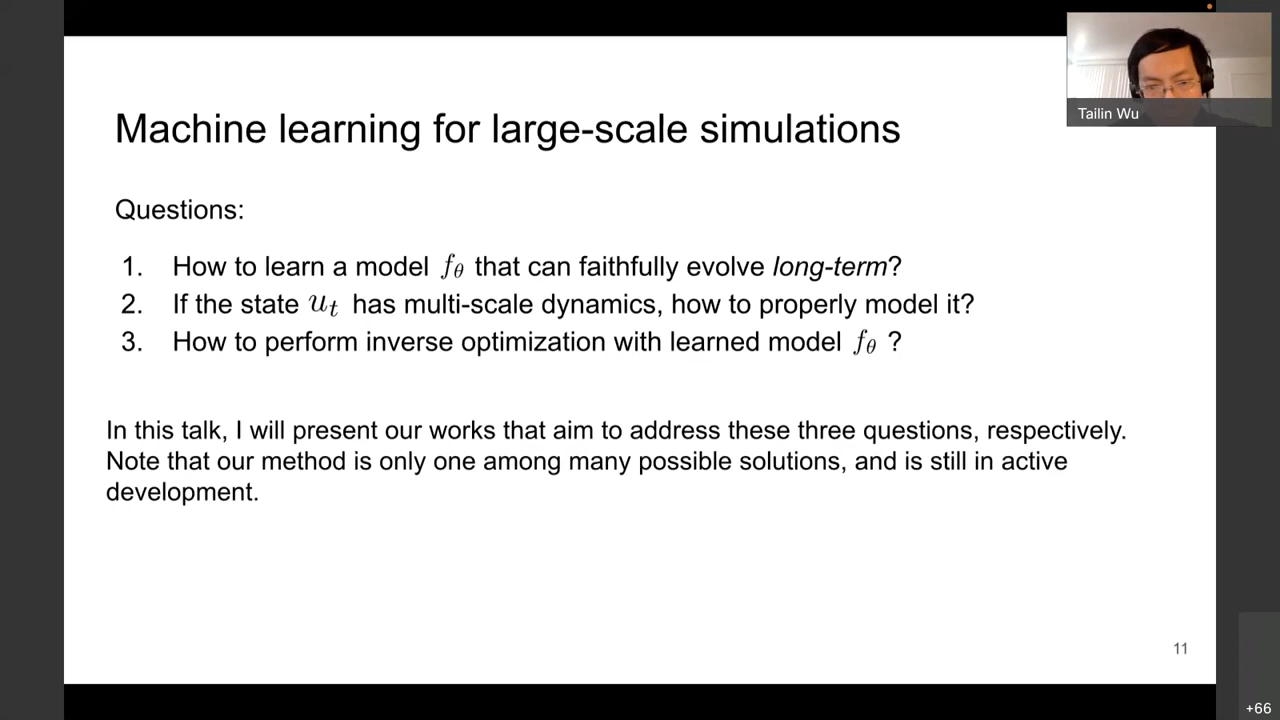 Machine learning for large-scale simulations
Tailin Wu
Questions:
1. How to learn a model fθ that can faithfully evolve long-term?
2. If the state ut has multi-scale dynamics, how to properly model it?
3. How to perform inverse optimization with learned model fθ ?
In this talk, I will present our works that aim to address these three questions, respectively.
Note that our method is only one among many possible solutions, and is still in active
development.
11
+66